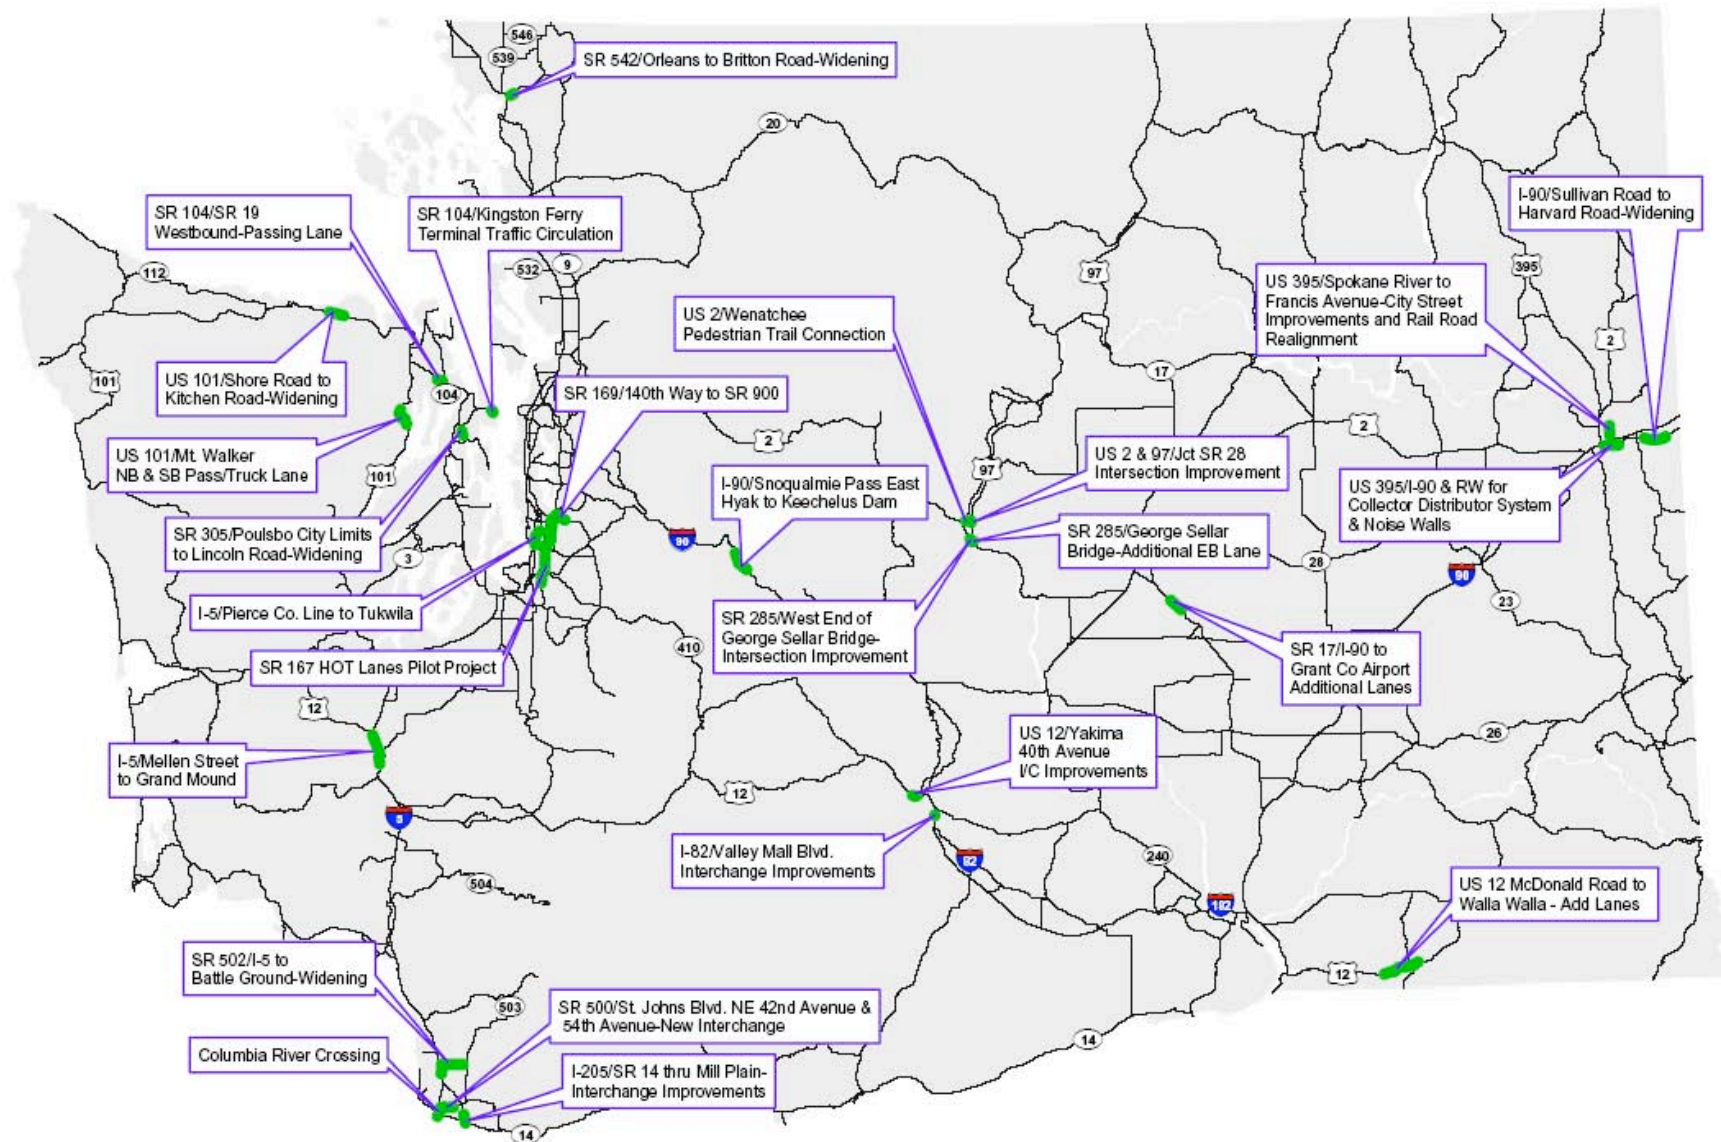 546
539
SR 542/Orleans to Britton Road-Widening
20
I-90/Sullivan Road to
Harvard Road-Widening
SR 104/SR 19
Westbound-Passing Lane
SR 104/Kingston Ferry
Terminal Traffic Circulation
112
532
9
97
395
US 395/Spokane River to
Francis Avenue-City Street
Improvements and Rail Road
Realignment
US 2/Wenatchee
Pedestrian Trail Connection
2
101
US 101/Shore Road to
Kitchen Road-Widening
104
SR 169/140th Way to SR 900
17
2
2
US 101/Mt. Walker
NB & SB Pass/Truck Lane
101
97
US 2 & 97/Jct SR 28
Intersection Improvement
I-90/Snoqualmie Pass East
Hyak to Keechelus Dam
US 395/I-90 & RW for
Collector Distributor System
& Noise Walls
SR 305/Poulsbo City Limits
to Lincoln Road-Widening
3
90
SR 285/George Sellar
Bridge-Additional EB Lane
28
90
23
I-5/Pierce Co. Line to Tukwila
SR 285/West End of
George Sellar Bridge-
Intersection Improvement
410
SR 167 HOT Lanes Pilot Project
SR 17/I-90 to
Grant Co Airport
Additional Lanes
12
I-5/Mellen Street
to Grand Mound
US 12/Yakima
40th Avenue
I/C Improvements
26
12
5
I-82/Valley Mall Blvd.
Interchange Improvements
82
240
504
182
US 12 McDonald Road to
Walla Walla - Add Lanes
SR 502/I-5 to
Battle Ground-Widening
12
503
SR 500/St. Johns Blvd. NE 42nd Avenue &
54th Avenue-New Interchange
14
Columbia River Crossing
I-205/SR 14 thru Mill Plain-
Interchange Improvements
14